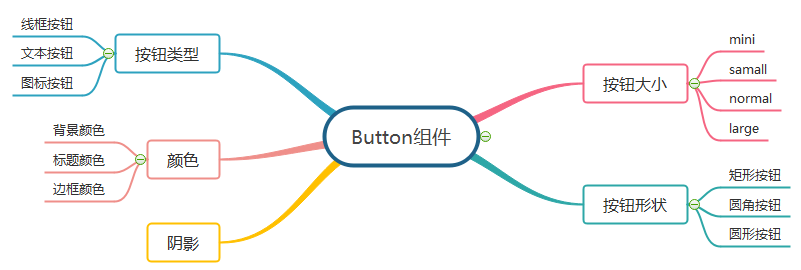 Button组件
按钮类型
线框按钮
文本按钮
图标按钮
颜色
背景颜色
标题颜色
边框颜色
阴影
按钮大小
mini
samall
normal
large
按钮形状
矩形按钮
圆角按钮
圆形按钮